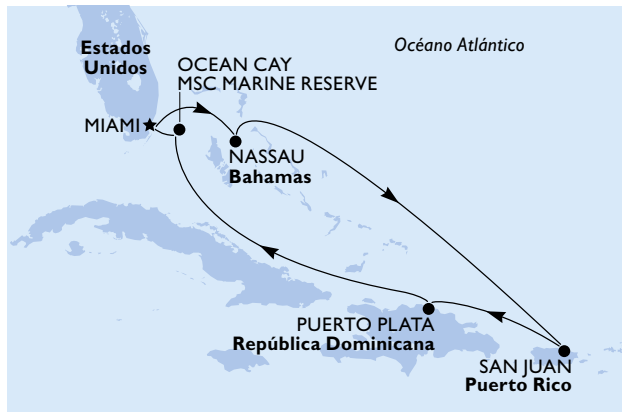 Estados
Unidos
Océano Atlántico
OCEAN CAY
MSC MARINE RESERVE
MIAMI
NASSAU
Bahamas
PUERTO PLATA
República Dominicana
SAN JUAN
Puerto Rico